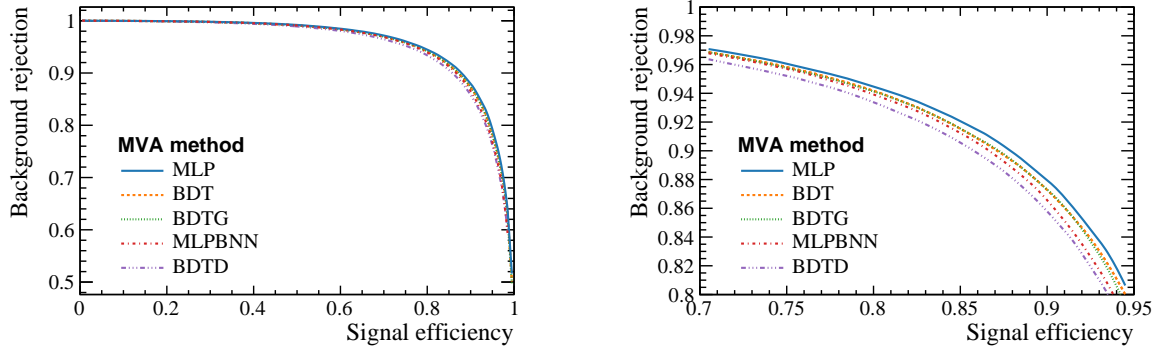 Background rejection
1
0.9
0.8
0.7
0.6
0.5
MVA method
MLP
BDT
BDTG
MLPBNN
BDTD
0 0.2 0.4 0.6 0.8 1
Signal efficiency
Background rejection
1
0.98
0.96
0.94
0.92
0.9
0.88
0.86
0.84
0.82
0.8
MVA method
MLP
BDT
BDTG
MLPBNN
BDTD
0.7 0.75 0.8 0.85 0.9 0.95
Signal efficiency